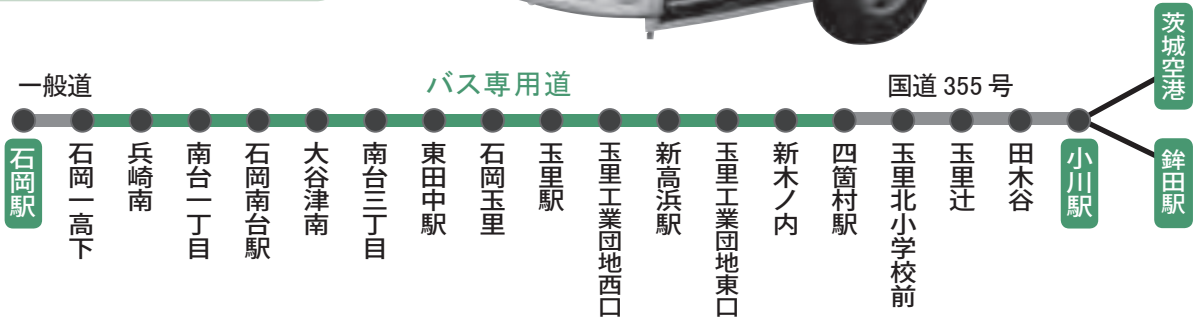 一般道
バス専用道
国道 355 号
石岡駅
石岡一高下
兵崎南
南台一丁目
石岡南台駅
大谷津南
南台三丁目
東田中駅
石岡玉里
玉里駅
玉里工業団地西口
新高浜駅
玉里工業団地東口
新木ノ内
四箇村駅
玉里北小学校前
玉里辻
田木谷
小川駅
茨城空港
鉾田駅